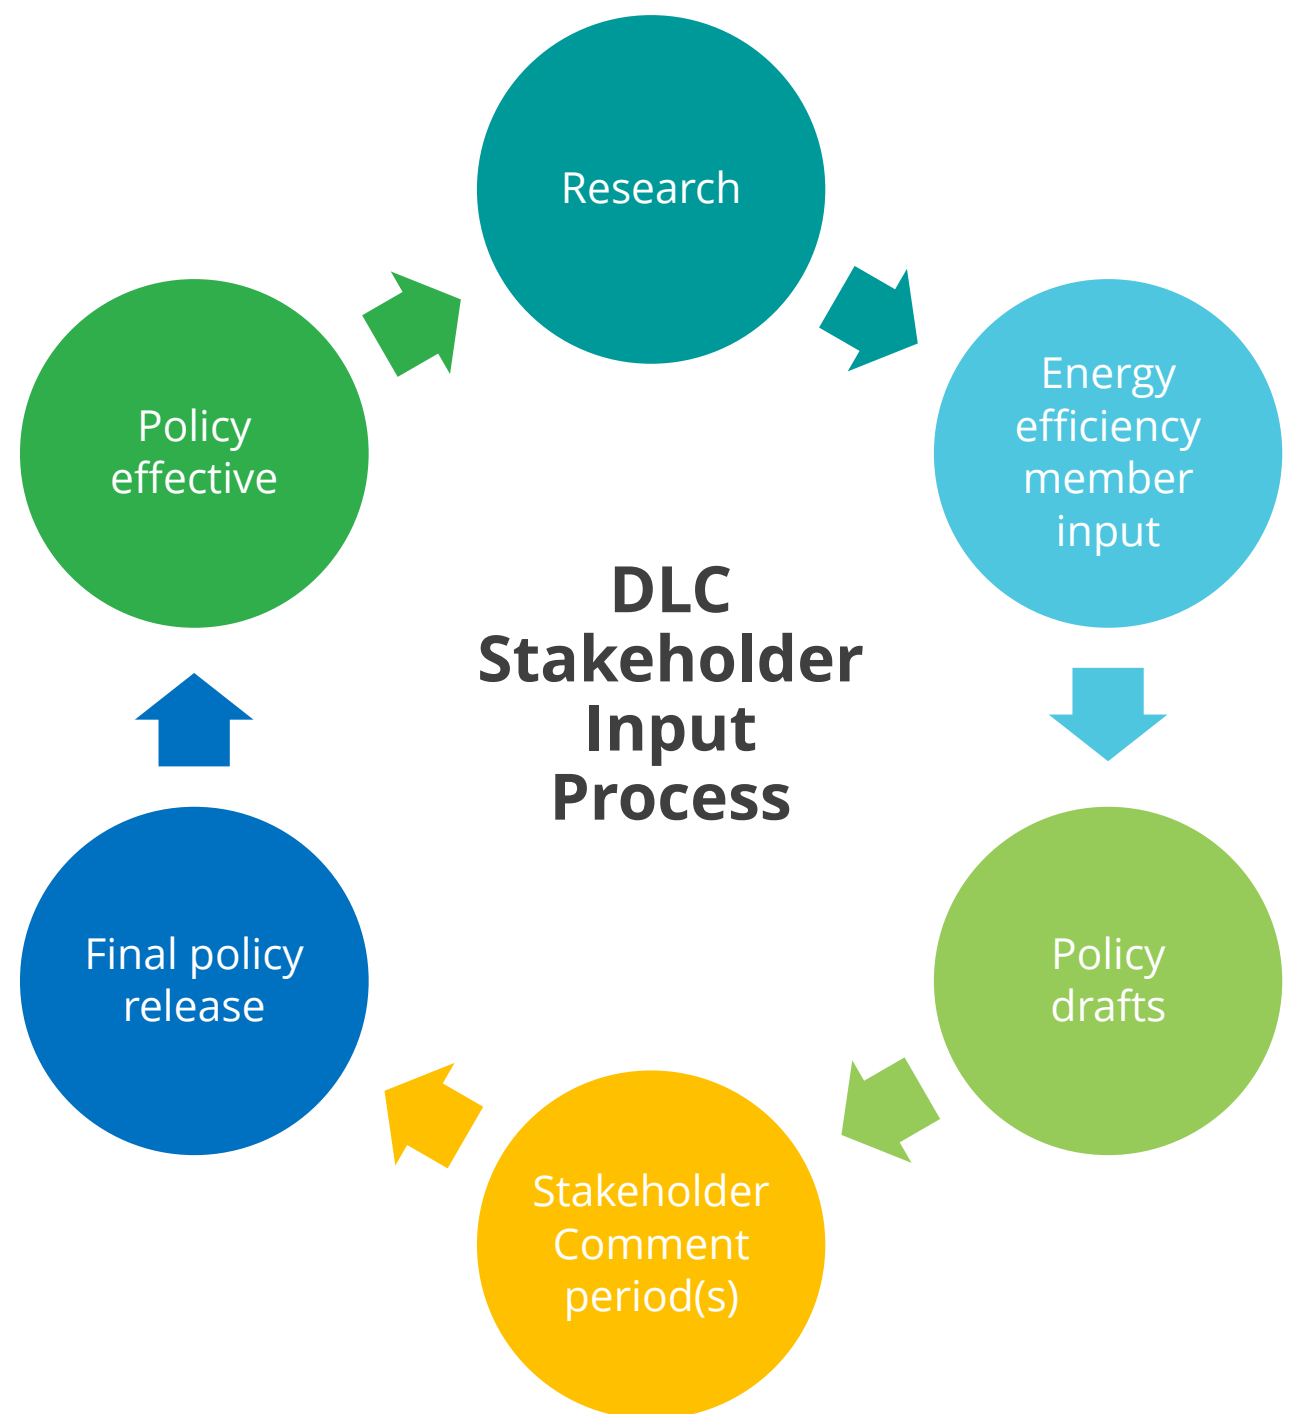 Research
Energy
efficiency
member
input
Policy
drafts
Stakeholder
Comment
period(s)
Final policy
release
Policy
effective
DLC
Stakeholder
Input
Process